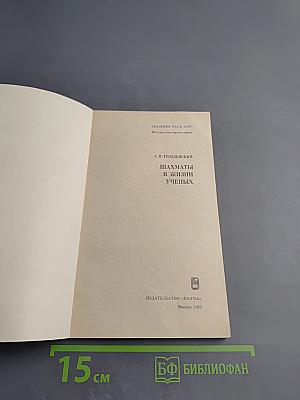 АКАДЕМИЯ НАУК СССР
Научно-популярная серия
С. В. ГРОДЗЕНСКИЙ
ШАХМАТЫ
В ЖИЗНИ
УЧЕНЫХ
ИЗДАТЕЛЬСТВО «НАУКА»
Москва 1983
15 см
БФ БИБЛИОФАН